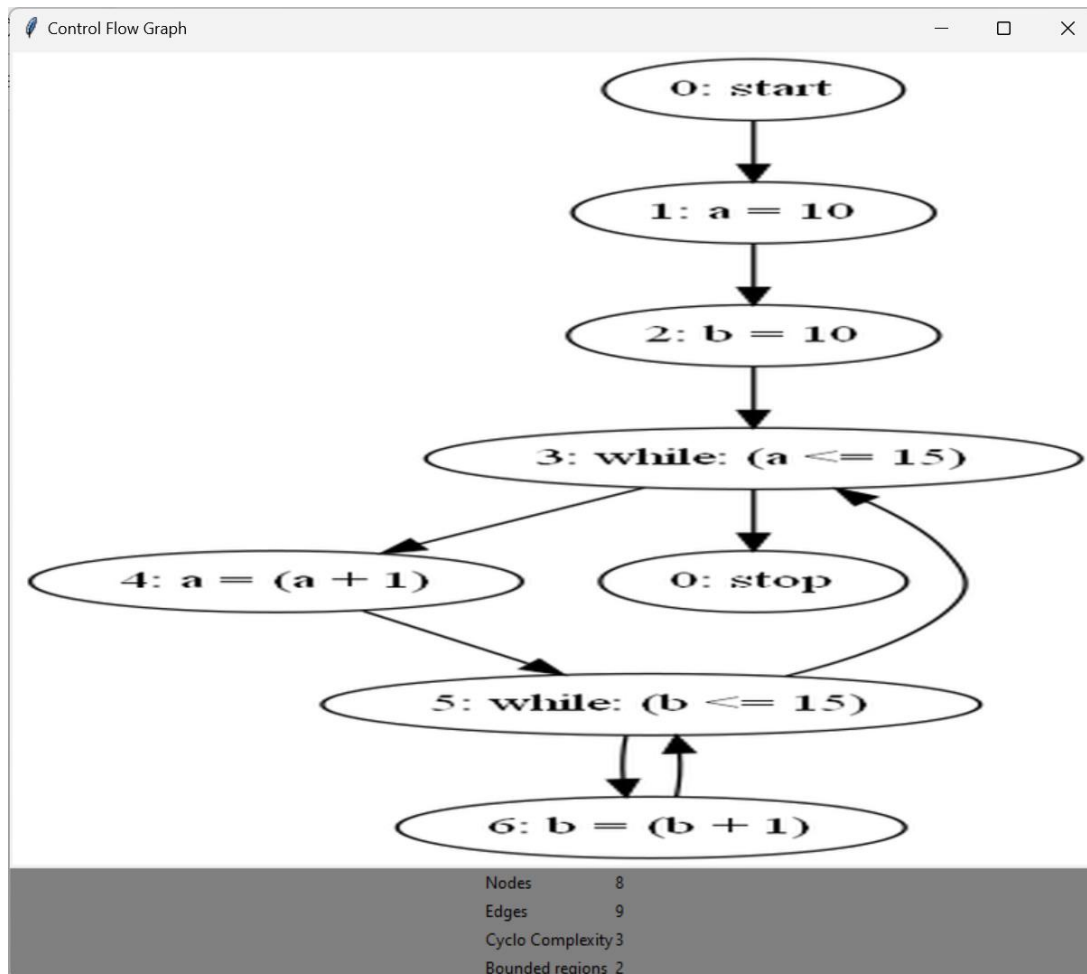 Control Flow Graph
0: start
1: a = 10
2: b = 10
3: while: (a <= 15)
4: a = (a + 1)
0: stop
5: while: (b <= 15)
6: b = (b + 1)
Nodes 8
Edges 9
Cyclo Complexity 3
Bounded regions 2